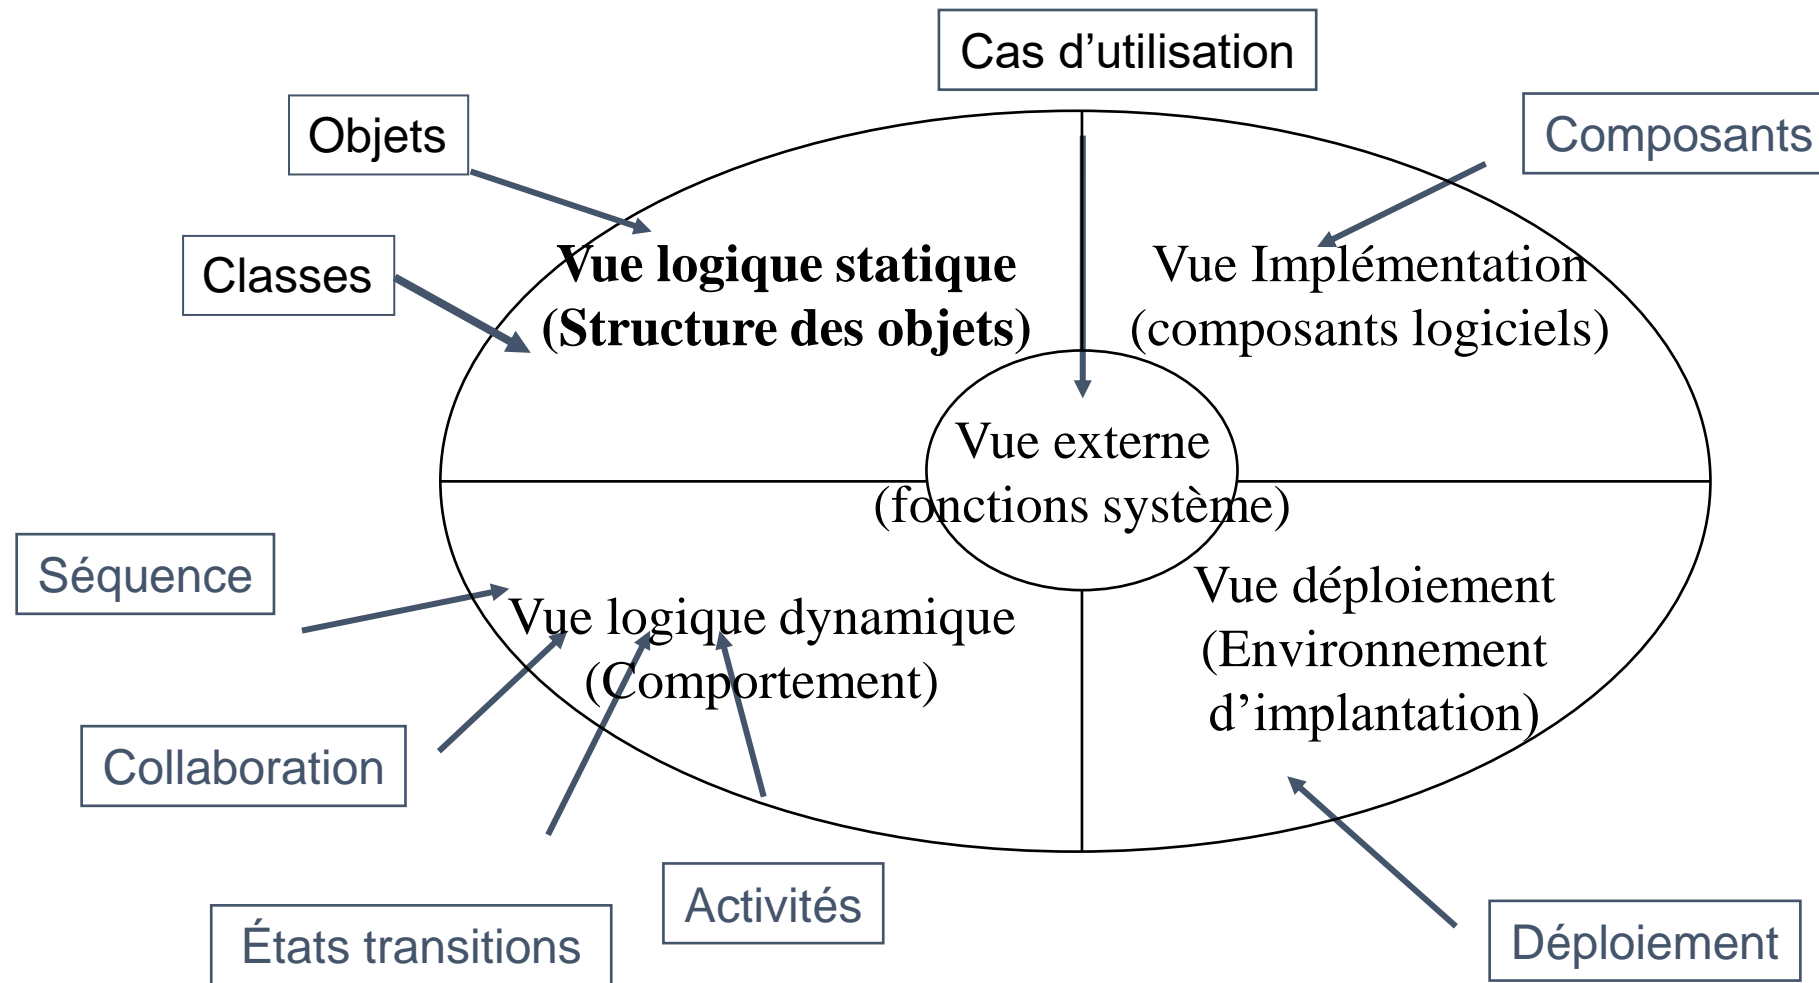 Cas d’utilisation
Objets
Composants
Classes
Vue logique statique
(Structure des objets)
Vue Implémentation
(composants logiciels)
Vue externe
(fonctions système)
Séquence
Vue logique dynamique
(Comportement)
Vue déploiement
(Environnement
d’implantation)
Collaboration
Activités
États transitions
Déploiement